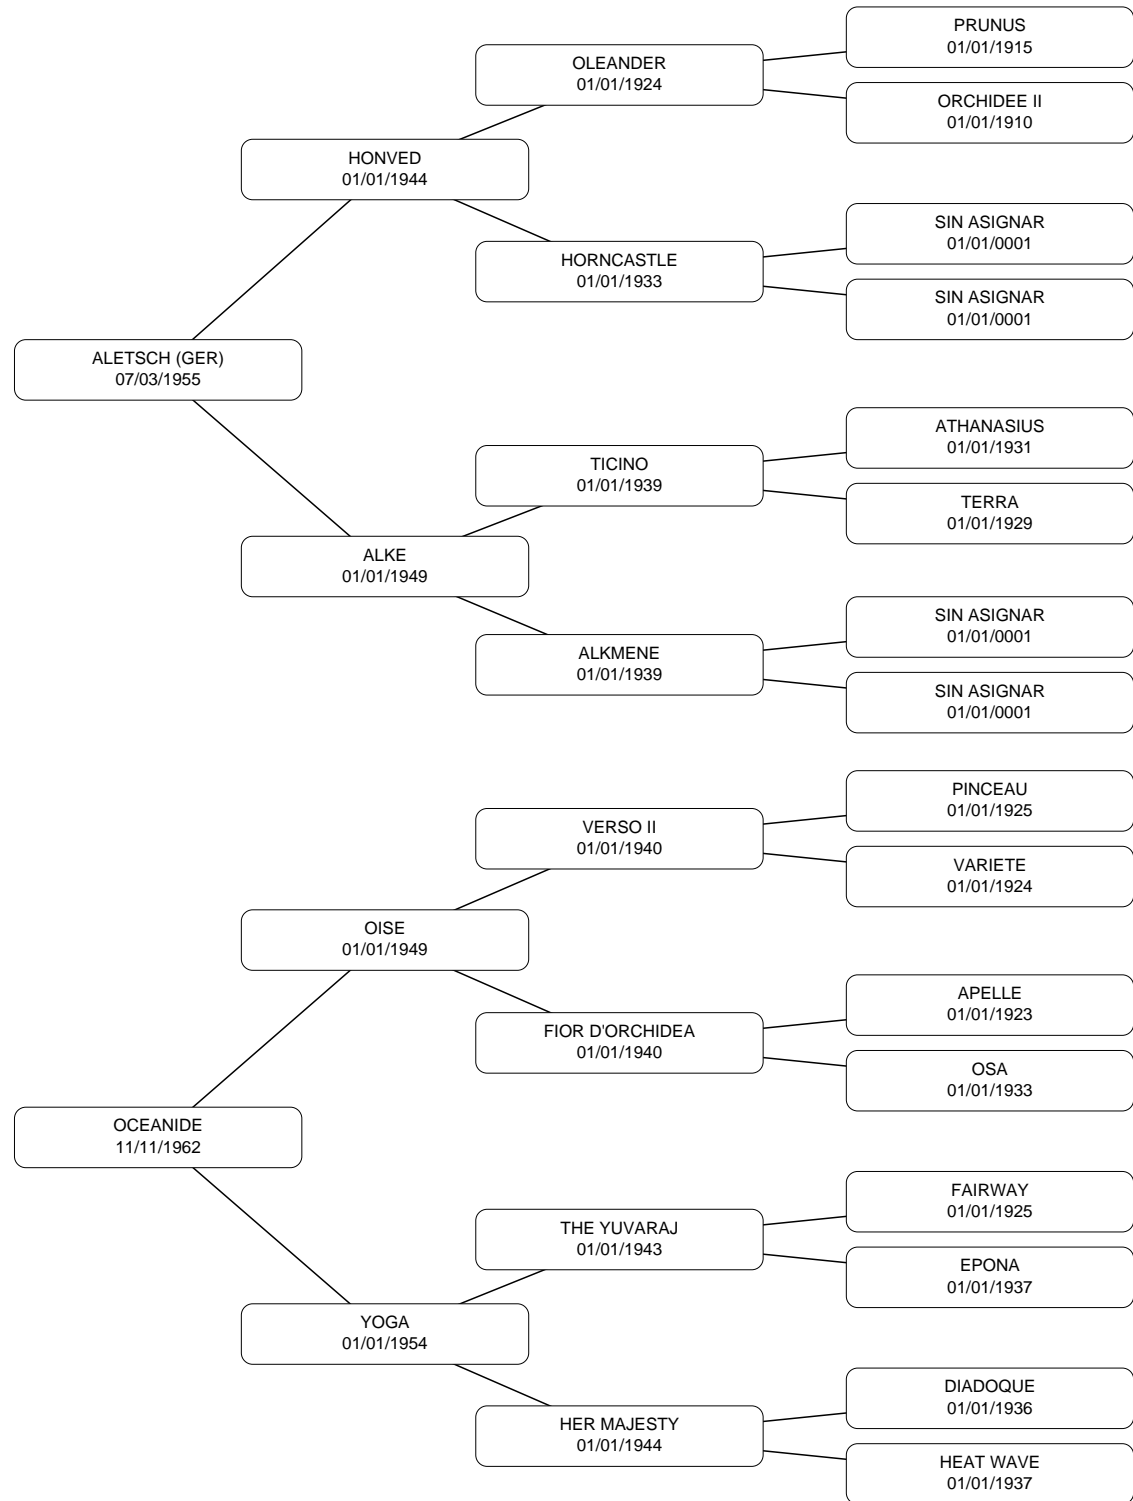 PRUNUS
01/01/1915
OLEANDER
01/01/1924
ORCHIDEE II
01/01/1910
HONVED
01/01/1944
SIN ASIGNAR
01/01/0001
HORNCASTLE
01/01/1933
SIN ASIGNAR
01/01/0001
ALETSCH (GER)
07/03/1955
ATHANASIUS
01/01/1931
TICINO
01/01/1939
TERRA
01/01/1929
ALKE
01/01/1949
SIN ASIGNAR
01/01/0001
ALKMENE
01/01/1939
SIN ASIGNAR
01/01/0001
PINCEAU
01/01/1925
VERSO II
01/01/1940
VARIETE
01/01/1924
OISE
01/01/1949
APELLE
01/01/1923
FIOR D'ORCHIDEA
01/01/1940
OSA
01/01/1933
OCEANIDE
11/11/1962
FAIRWAY
01/01/1925
THE YUVARAJ
01/01/1943
EPONA
01/01/1937
YOGA
01/01/1954
DIADOQUE
01/01/1936
HER MAJESTY
01/01/1944
HEAT WAVE
01/01/1937